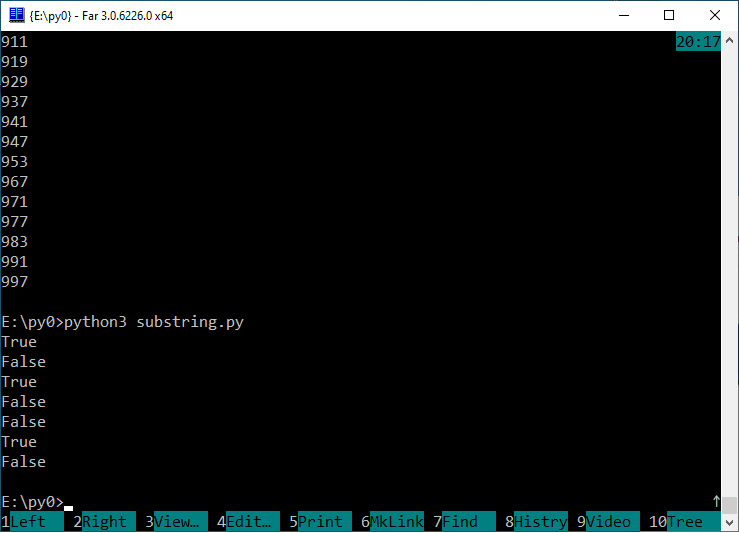 {E:\py0} - Far 3.0.6226.0 x64
911 20:17
919
929
937
941
947
953
967
971
977
983
991
997
E:\py0>python3 substring.py
True
False
True
False
False
True
False
E:\py0>
1Left 2Right 3View… 4Edit… 5Print 6MkLink 7Find 8Histry 9Video 10Tree